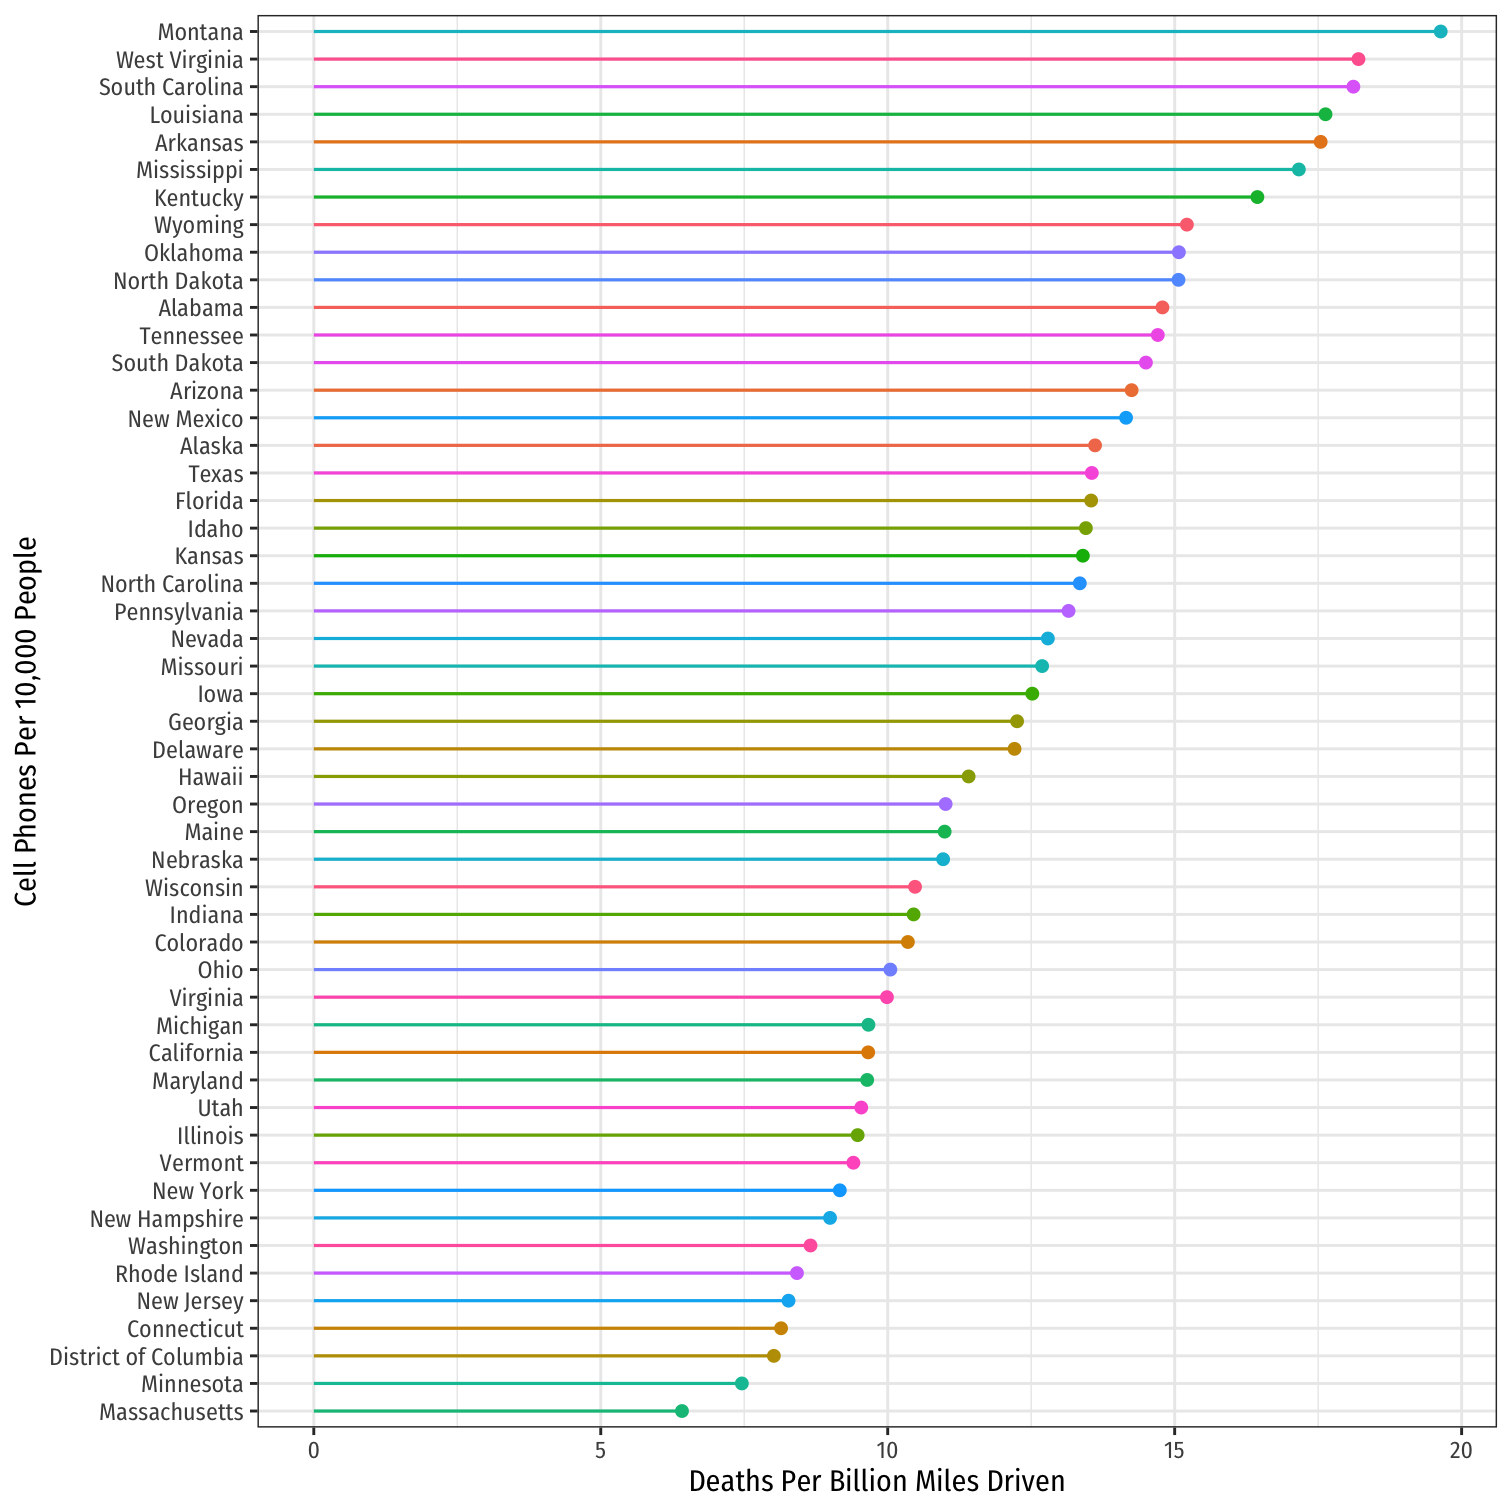 Montana
West Virginia
South Carolina
Louisiana
Arkansas
Mississippi
Kentucky
Wyoming
Oklahoma
North Dakota
Alabama
Tennessee
South Dakota
Arizona
New Mexico
Alaska
Texas
Florida
Idaho
Kansas
North Carolina
Pennsylvania
Nevada
Missouri
Iowa
Georgia
Delaware
Hawaii
Oregon
Maine
Nebraska
Wisconsin
Indiana
Colorado
Ohio
Virginia
Michigan
California
Maryland
Utah
Illinois
Vermont
New York
New Hampshire
Washington
Rhode Island
New Jersey
Connecticut
District of Columbia
Minnesota
Massachusetts
Cell Phones Per 10,000 People
0 5 10 15 20
Deaths Per Billion Miles Driven